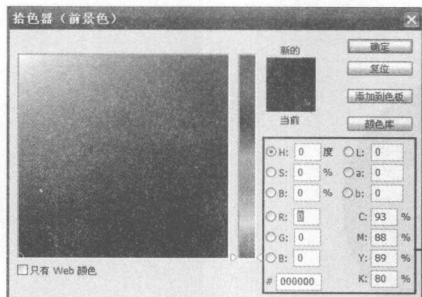 拾色器（前景色）
新的
当前
确定
复位
添加到色板
颜色库
H: 0 度 L: 0
S: 0 % a: 0
B: 0 % b: 0
R: 0 C: 93 %
G: 0 M: 88 %
B: 0 Y: 89 %
# 000000 K: 80 %
只有 Web 颜色